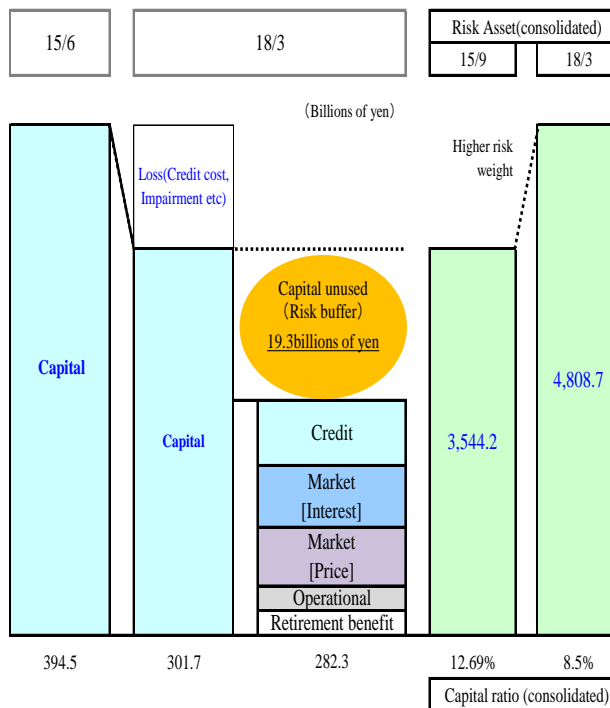 15/6
18/3
Risk Asset(consolidated)
15/9
18/3
（Billions of yen）
Loss(Credit cost,
Impairment etc)
Higher risk
weight
Capital unused
（Risk buffer）
19.3billions of yen
Capital
Capital
Credit
Market
[Interest]
Market
[Price]
Operational
Retirement benefit
3,544.2
4,808.7
394.5
301.7
282.3
12.69%
8.5%
Capital ratio (consolidated)